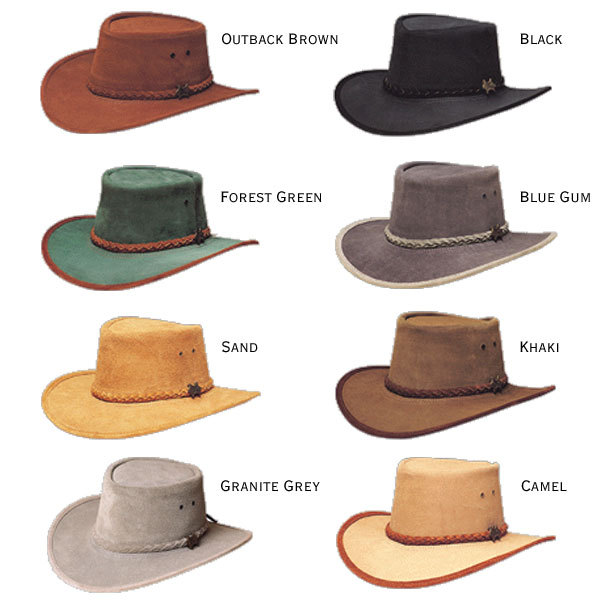 OUTBACK BROWN
BLACK
FOREST GREEN
BLUE GUM
SAND
KHAKI
GRANITE GREY
CAMEL